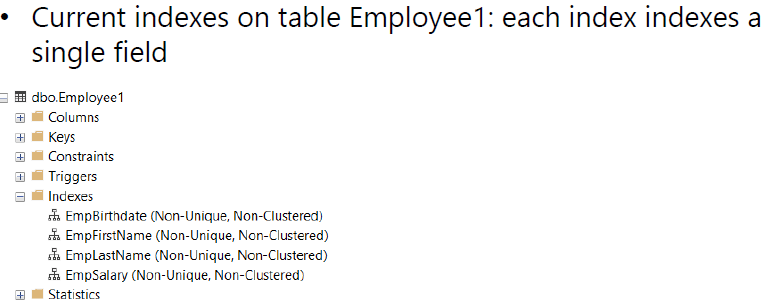 • Current indexes on table Employee1: each index indexes a
single field
dbo.Employee1
Columns
Keys
Constraints
Triggers
Indexes
EmpBirthdate (Non-Unique, Non-Clustered)
EmpFirstName (Non-Unique, Non-Clustered)
EmpLastName (Non-Unique, Non-Clustered)
EmpSalary (Non-Unique, Non-Clustered)
Statistics